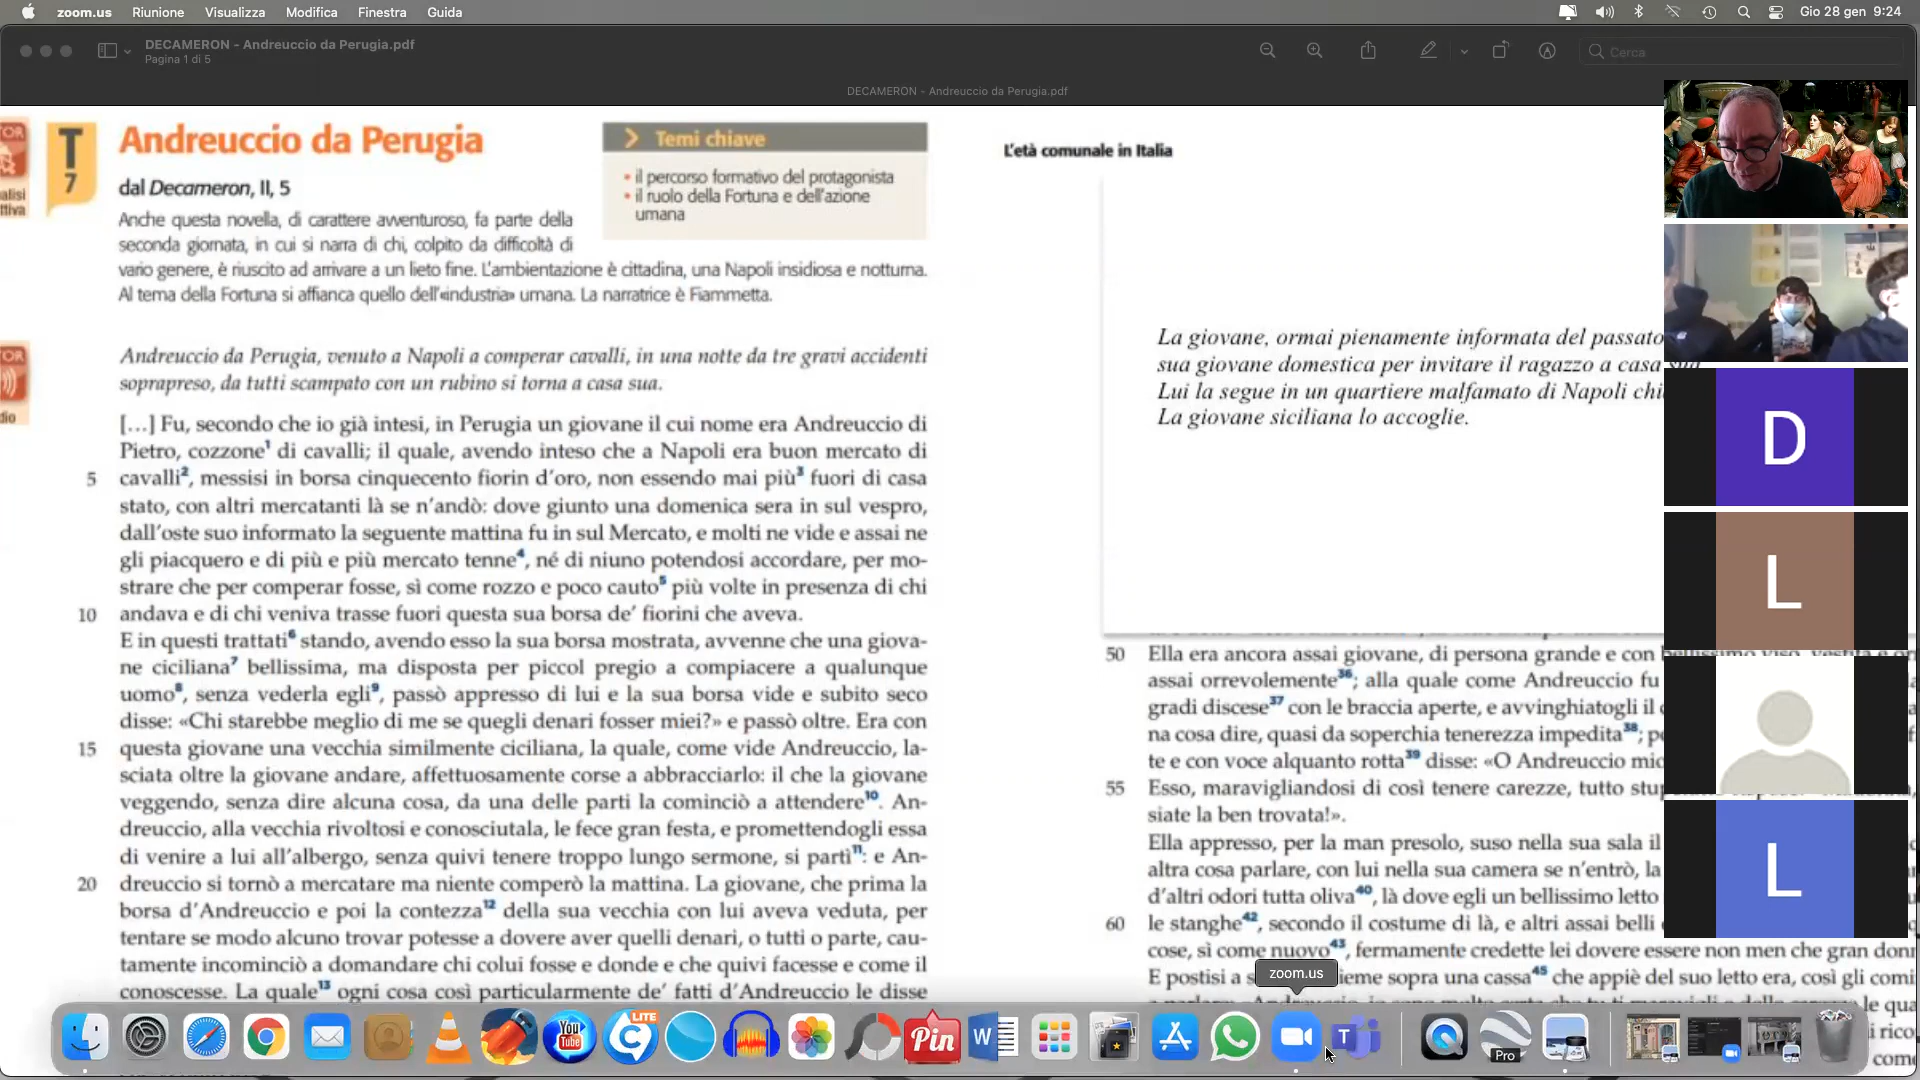 zoom.us Riunione Visualizza Modifica Finestra Guida
Gio 28 gen 9:24
DECAMERON - Andreuccio da Perugia.pdf
Pagina 1 di 5
Cerca
DECAMERON - Andreuccio da Perugia.pdf
T
7
Andreuccio da Perugia
dal Decameron, II, 5
Temi chiave
• il percorso formativo del protagonista
• il ruolo della Fortuna e dell'azione
umana
Anche questa novella, di carattere avventuroso, fa parte della
seconda giornata, in cui si narra di chi, colpito da difficoltà di
vario genere, è riuscito ad arrivare a un lieto fine. L'ambientazione è cittadina, una Napoli insidiosa e notturna.
Al tema della Fortuna si affianca quello dell'«industria» umana. La narratrice è Fiammetta.
Andreuccio da Perugia, venuto a Napoli a comperar cavalli, in una notte da tre gravi accidenti
soprapreso, da tutti scampato con un rubino si torna a casa sua.
[…] Fu, secondo che io già intesi, in Perugia un giovane il cui nome era Andreuccio di
Pietro, cozzone1 di cavalli; il quale, avendo inteso che a Napoli era buon mercato di
5 cavalli2, messisi in borsa cinquecento fiorin d'oro, non essendo mai più3 fuori di casa
stato, con altri mercatanti là se n'andò: dove giunto una domenica sera in sul vespro,
dall'oste suo informato la seguente mattina fu in sul Mercato, e molti ne vide e assai ne
gli piacquero e di più e più mercato tenne4, né di niuno potendosi accordare, per mo-
strare che per comperar fosse, sì come rozzo e poco cauto5 più volte in presenza di chi
10 andava e di chi veniva trasse fuori questa sua borsa de' fiorini che aveva.
E in questi trattati6 stando, avendo esso la sua borsa mostrata, avvenne che una giova-
ne ciciliana7 bellissima, ma disposta per piccol pregio a compiacere a qualunque
uomo8, senza vederla egli9, passò appresso di lui e la sua borsa vide e subito seco
disse: «Chi starebbe meglio di me se quegli denari fosser miei?» e passò oltre. Era con
15 questa giovane una vecchia similmente ciciliana, la quale, come vide Andreuccio, la-
sciata oltre la giovane andare, affettuosamente corse a abbracciarlo: il che la giovane
veggendo, senza dire alcuna cosa, da una delle parti la cominciò a attendere10. An-
dreuccio, alla vecchia rivoltosi e conosciutala, le fece gran festa, e promettendogli essa
di venire a lui all'albergo, senza quivi tenere troppo lungo sermone, si partì11: e An-
20 dreuccio si tornò a mercatare ma niente comperò la mattina. La giovane, che prima la
borsa d'Andreuccio e poi la contezza12 della sua vecchia con lui aveva veduta, per
tentare se modo alcuno trovar potesse a dovere aver quelli denari, o tutti o parte, cau-
tamente incominciò a domandare chi colui fosse e donde e che quivi facesse e come il
conoscesse. La quale13 ogni cosa così particolarmente de' fatti d'Andreuccio le disse
L'età comunale in Italia
La giovane, ormai pienamente informata del passato
sua giovane domestica per invitare il ragazzo a casa sua
Lui la segue in un quartiere malfamato di Napoli
La giovane siciliana lo accoglie.
50 Ella era ancora assai giovane, di persona grande e con bellissimo viso, vestita e
assai orrevolemente36; alla quale come Andreuccio fu
gradi discese37 con le braccia aperte, e avvinghiatogli il
na cosa dire, quasi da soperchia tenerezza impedita38;
te e con voce alquanto rotta39 disse: «O Andreuccio mio
55 Esso, maravigliandosi di così tenere carezze, tutto
siate la ben trovata!».
Ella appresso, per la man presolo, suso nella sua sala il
altra cosa parlare, con lui nella sua camera se n'entrò, la
d'altri odori tutta oliva40, là dove egli un bellissimo letto
60 le stanghe42, secondo il costume di là, e altri assai belli
cose, sì come nuovo43, fermamente credette lei dovere essere non men che gran
E postisi a sieme sopra una cassa45 che appiè del suo letto era, così gli
D
L
L
zoom.us
LITE
You
Tube
Pin
W
T
Pro